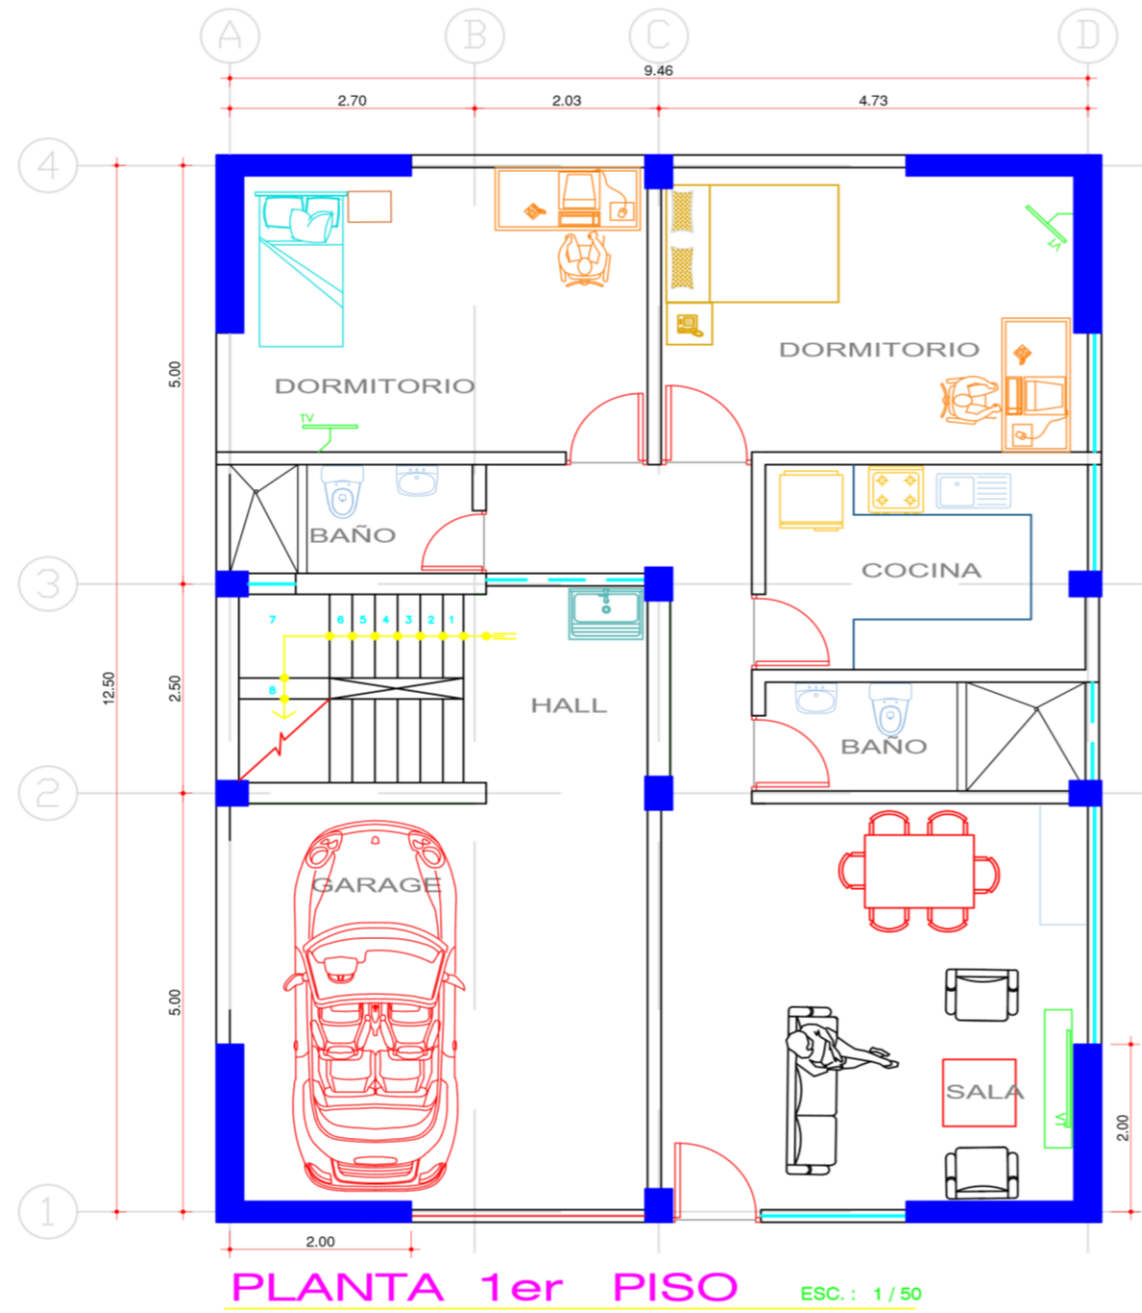 A B C D
9.46
2.70 2.03 4.73
4
5.00
DORMITORIO
DORMITORIO
TV
TV
BAÑO
COCINA
3
7 6 5 4 3 2 1
8
12.50
2.50
HALL
BAÑO
2
GARAGE
5.00
SALA
TV
2.00
1
2.00
PLANTA 1er PISO
ESC. : 1 / 50